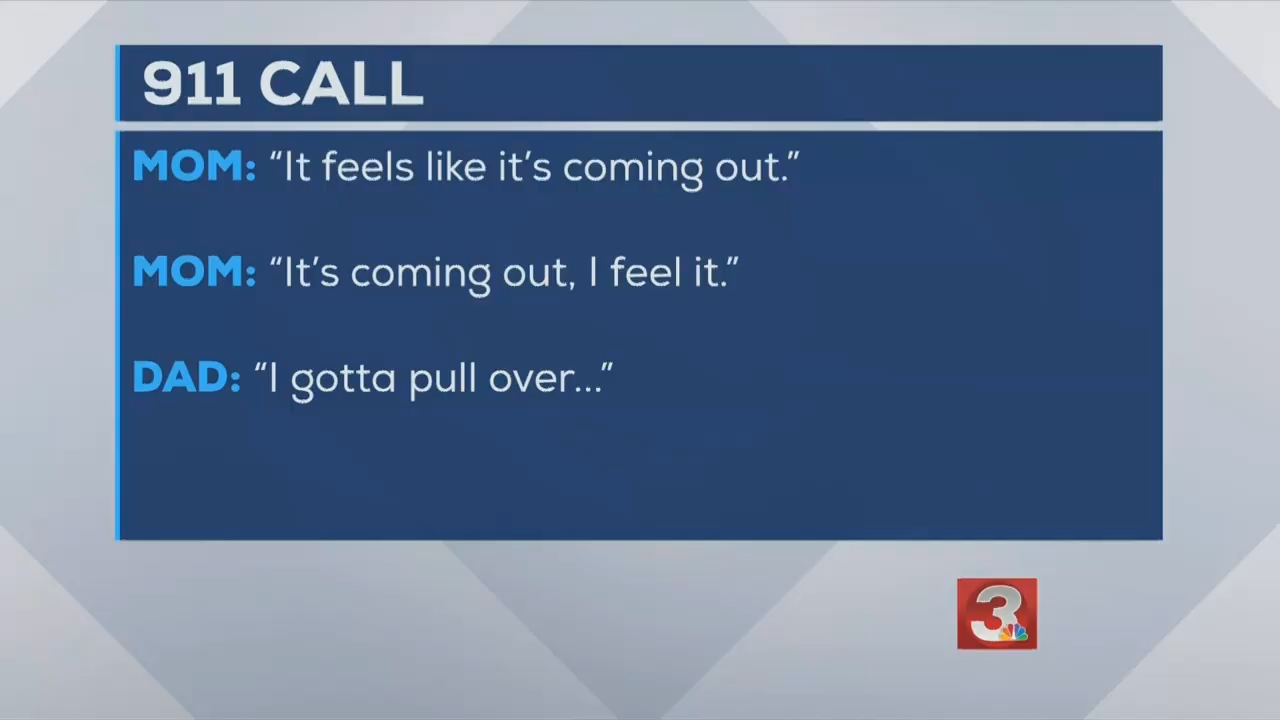 911 CALL
MOM: “It feels like it’s coming out.”
MOM: “It’s coming out, I feel it.”
DAD: “I gotta pull over...”
3